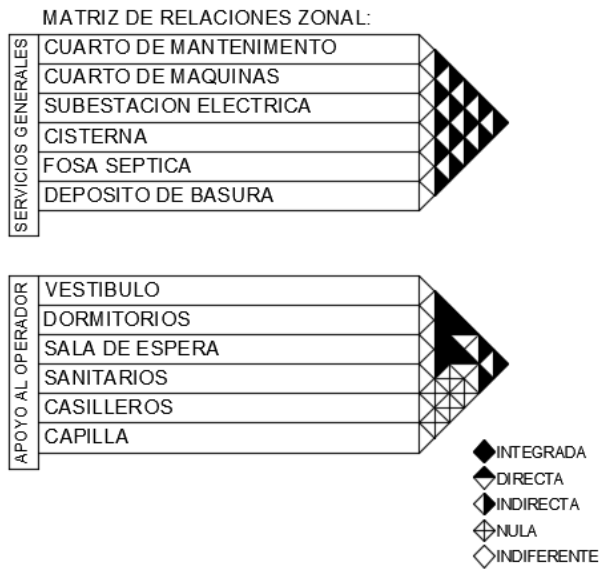 MATRIZ DE RELACIONES ZONAL:
SERVICIOS GENERALES
CUARTO DE MANTENIMENTO
CUARTO DE MAQUINAS
SUBESTACION ELECTRICA
CISTERNA
FOSA SEPTICA
DEPOSITO DE BASURA
APOYO AL OPERADOR
VESTIBULO
DORMITORIOS
SALA DE ESPERA
SANITARIOS
CASILLEROS
CAPILLA
INTEGRADA
DIRECTA
INDIRECTA
NULA
INDIFERENTE